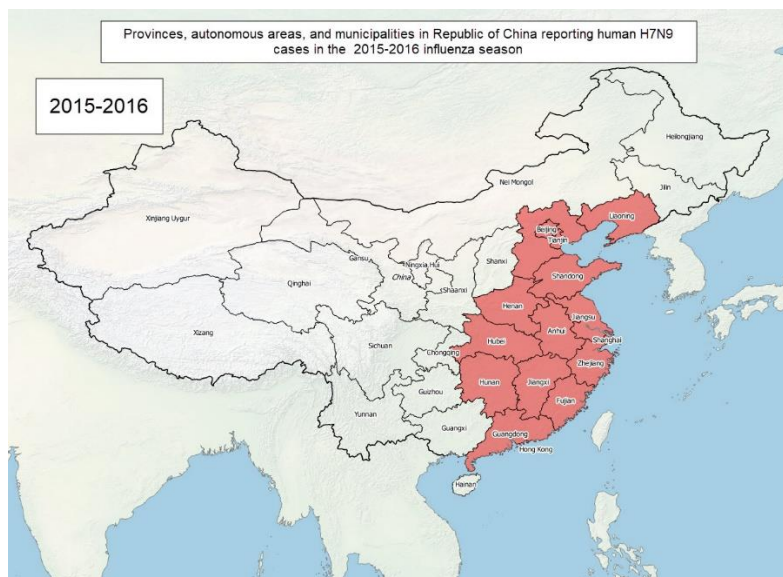 Provinces, autonomous areas, and municipalities in Republic of China reporting human H7N9
cases in the 2015-2016 influenza season
2015-2016
Heilongjiang
Jilin
Nei Mongol
Liaoning
Xinjiang Uygur
Beijing
Tianjin
Gansu
Ningxia Hui
Shanxi
China
Shandong
Qinghai
Shaanxi
Henan
Jiangsu
Xizang
Anhui
Shanghai
Sichuan
Hubei
Chongqing
Zhejiang
Hunan
Jiangxi
Guizhou
Fujian
Yunnan
Guangxi
Guangdong
Hong Kong
Hainan